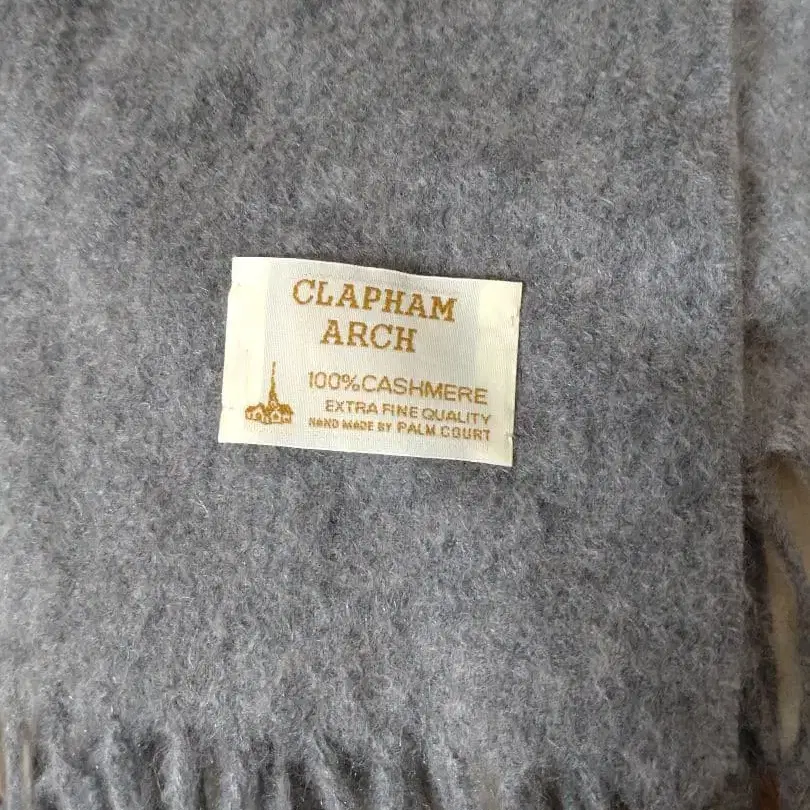 CLAPHAM
ARCH
100% CASHMERE
EXTRA FINE QUALITY
HAND MADE BY PALM COURT